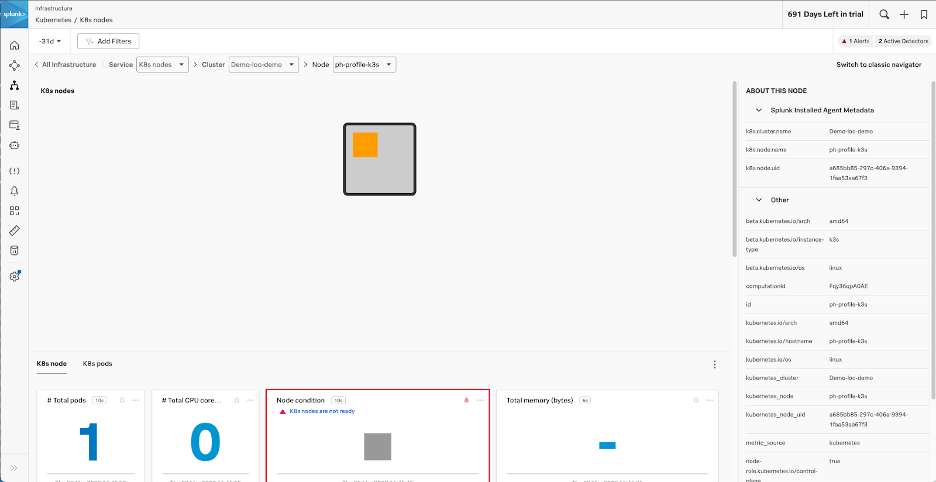 splunk>
Infrastructure
Kubernetes / K8s nodes
691 Days Left in trial
-31d
Add Filters
1 Alerts
2 Active Detectors
All Infrastructure
Service
K8s nodes
Cluster
Demo-loc-demo
Node
ph-profile-k3s
Switch to classic navigator
K8s nodes
ABOUT THIS NODE
Splunk Installed Agent Metadata
k8s.cluster.name Demo-loc-demo
k8s.node.name ph-profile-k3s
k8s.node.uid a685bb85-297c-406a-9394-
1faa53aa67f3
Other
beta.kubernetes.io/arch amd64
beta.kubernetes.io/instance- k3s
type
beta.kubernetes.io/os linux
computationId Fqy36qpA0AE
id ph-profile-k3s
kubernetes.io/arch amd64
kubernetes.io/hostname ph-profile-k3s
kubernetes.io/os linux
kubernetes_cluster Demo-loc-demo
kubernetes_node ph-profile-k3s
kubernetes_node_uid a685bb85-297c-406a-9394-
1faa53aa67f3
metric_source kubernetes
node- true
role.kubernetes.io/control-
plane
K8s node
K8s pods
# Total pods 10s
1
# Total CPU core... 10s
0
Node condition 10s
K8s nodes are not ready
Total memory (bytes) 6s
-